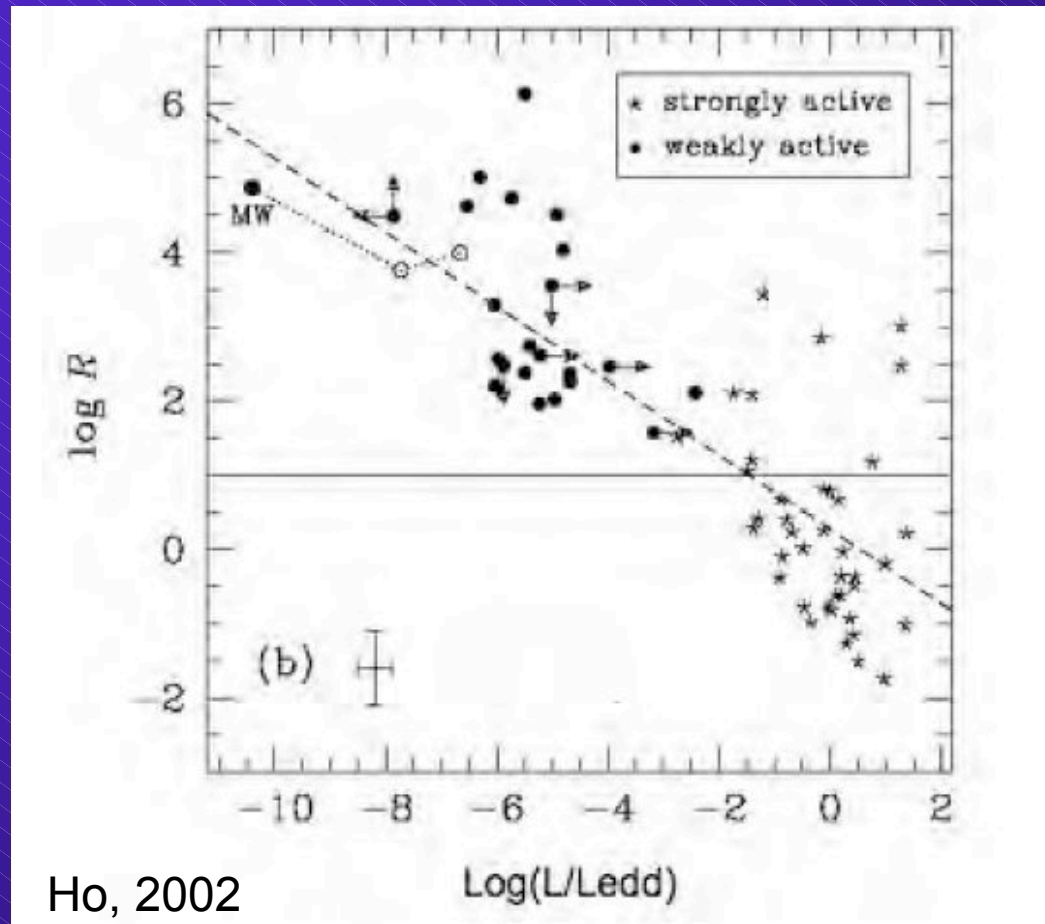 ★ strongly active
• weakly active
6
4
2
0
−2
MW
log R
(b)
−10 −8 −6 −4 −2 0 2
Log(L/Ledd)
Ho, 2002